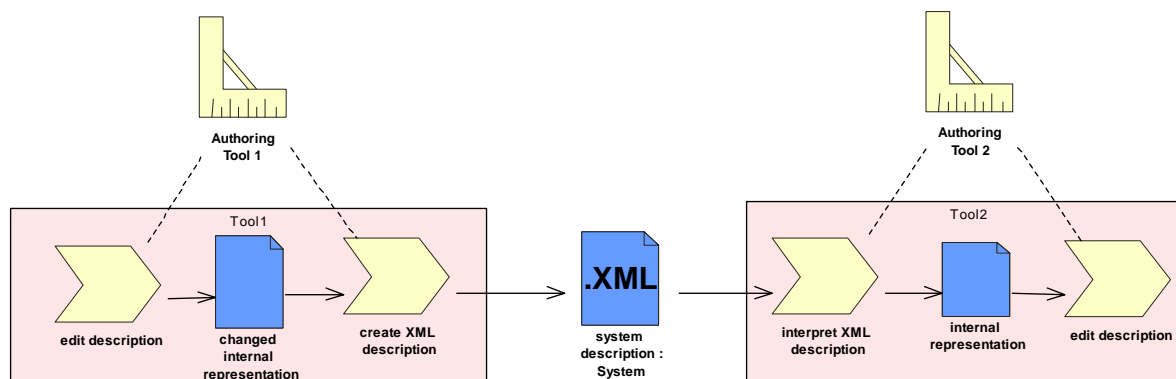 Authoring
Tool 1
Authoring
Tool 2
Tool1
Tool2
.XML
edit description
changed
internal
representation
create XML
description
system
description :
System
interpret XML
description
internal
representation
edit description